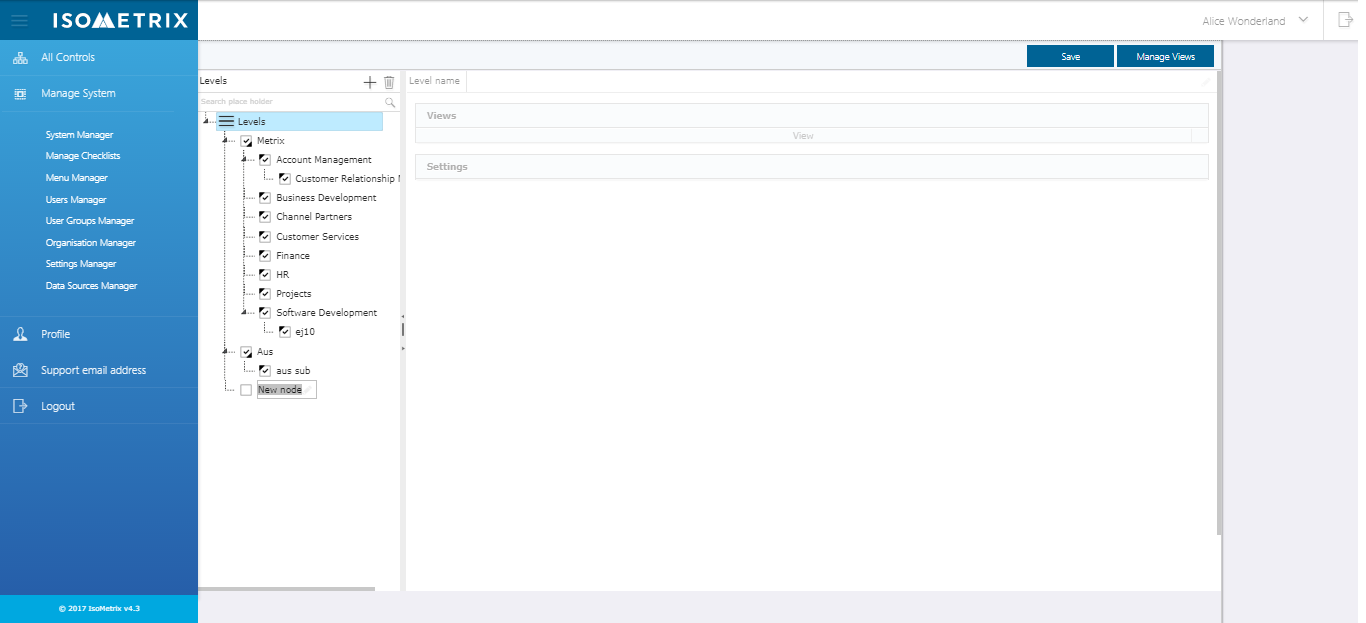 ISOMETRIX
Alice Wonderland
All Controls
Manage System
System Manager
Manage Checklists
Menu Manager
Users Manager
User Groups Manager
Organisation Manager
Settings Manager
Data Sources Manager
Profile
Support email address
Logout
© 2017 IsoMetrix v4.3
Save
Manage Views
Levels
Search place holder
Levels
Metrix
Account Management
Customer Relationship
Business Development
Channel Partners
Customer Services
Finance
HR
Projects
Software Development
ej10
Aus
aus sub
New node
Level name
Views
View
Settings